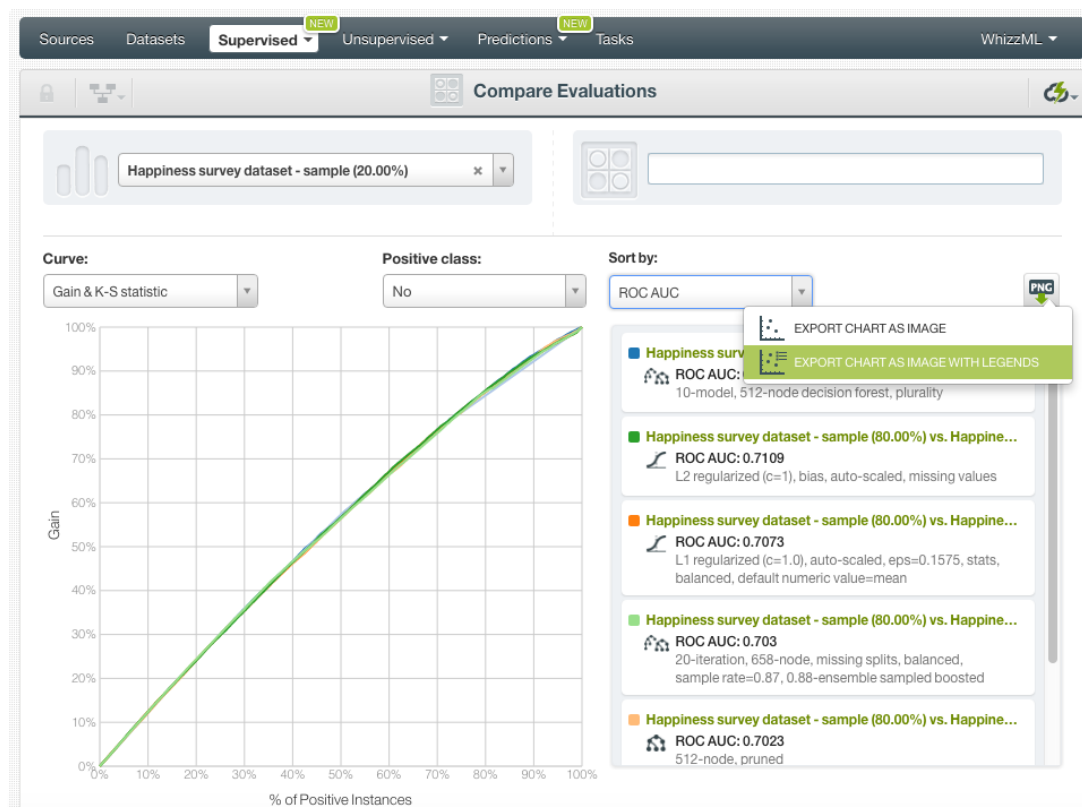 NEW NEW
Sources Datasets Supervised Unsupervised Predictions Tasks WhizzML
Compare Evaluations
Happiness survey dataset - sample (20.00%) ×
Curve: Positive class: Sort by:
Gain & K-S statistic No ROC AUC PNG
EXPORT CHART AS IMAGE
EXPORT CHART AS IMAGE WITH LEGENDS
Happiness
ROC AUC:
10-model, 512-node decision forest, plurality
Happiness survey dataset - sample (80.00%) vs. Happine...
ROC AUC: 0.7109
L2 regularized (c=1), bias, auto-scaled, missing values
Happiness survey dataset - sample (80.00%) vs. Happine...
ROC AUC: 0.7073
L1 regularized (c=1.0), auto-scaled, eps=0.1575, stats,
balanced, default numeric value=mean
Happiness survey dataset - sample (80.00%) vs. Happine...
ROC AUC: 0.703
20-iteration, 658-node, missing splits, balanced,
sample rate=0.87, 0.88-ensemble sampled boosted
Happiness survey dataset - sample (80.00%) vs. Happine...
ROC AUC: 0.7023
512-node, pruned
100%
90%
80%
70%
60%
50%
40%
30%
20%
10%
0%
Gain
0% 10% 20% 30% 40% 50% 60% 70% 80% 90% 100%
% of Positive Instances